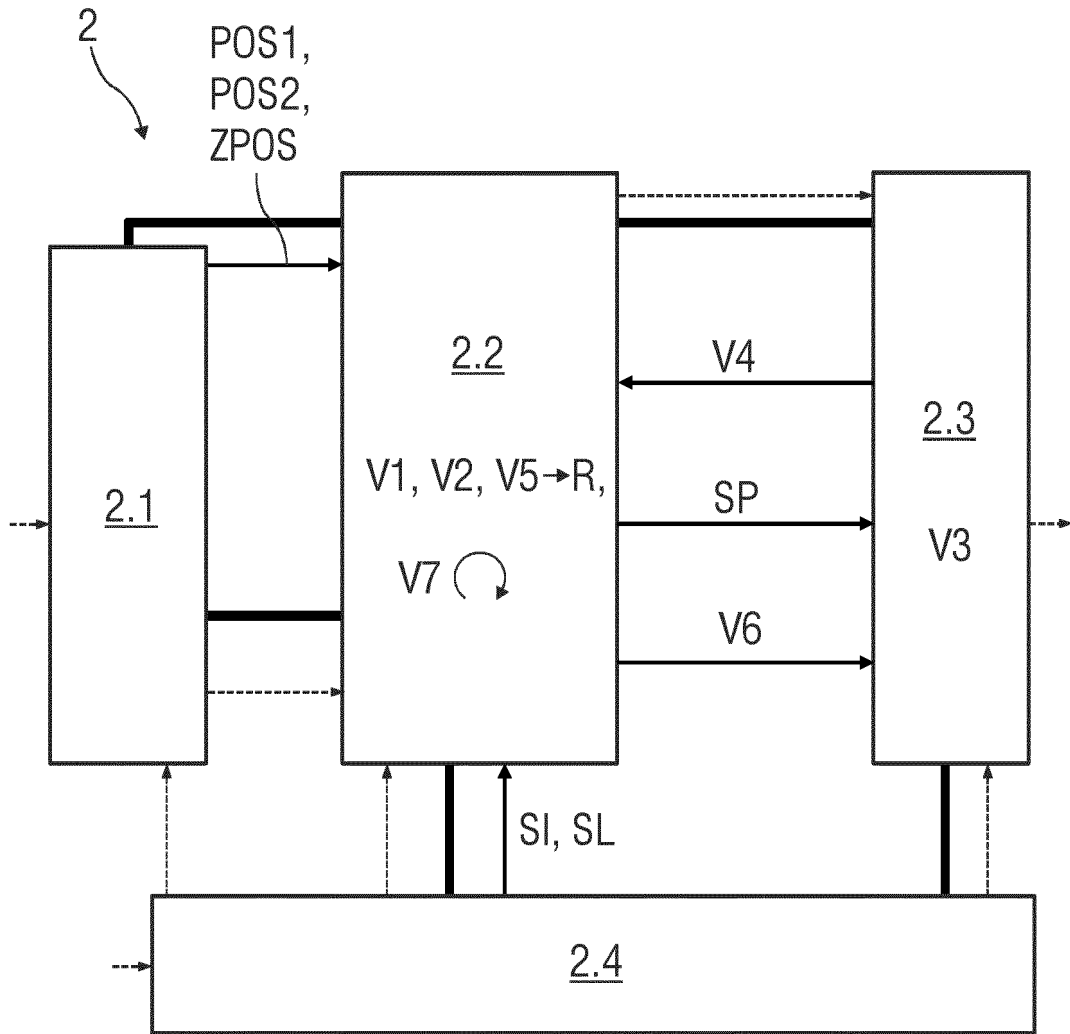 2
POS1,
POS2,
ZPOS
2.2
V4
2.3
V1, V2, V5→R,
SP
2.1
V3
V7
V6
SI, SL
2.4